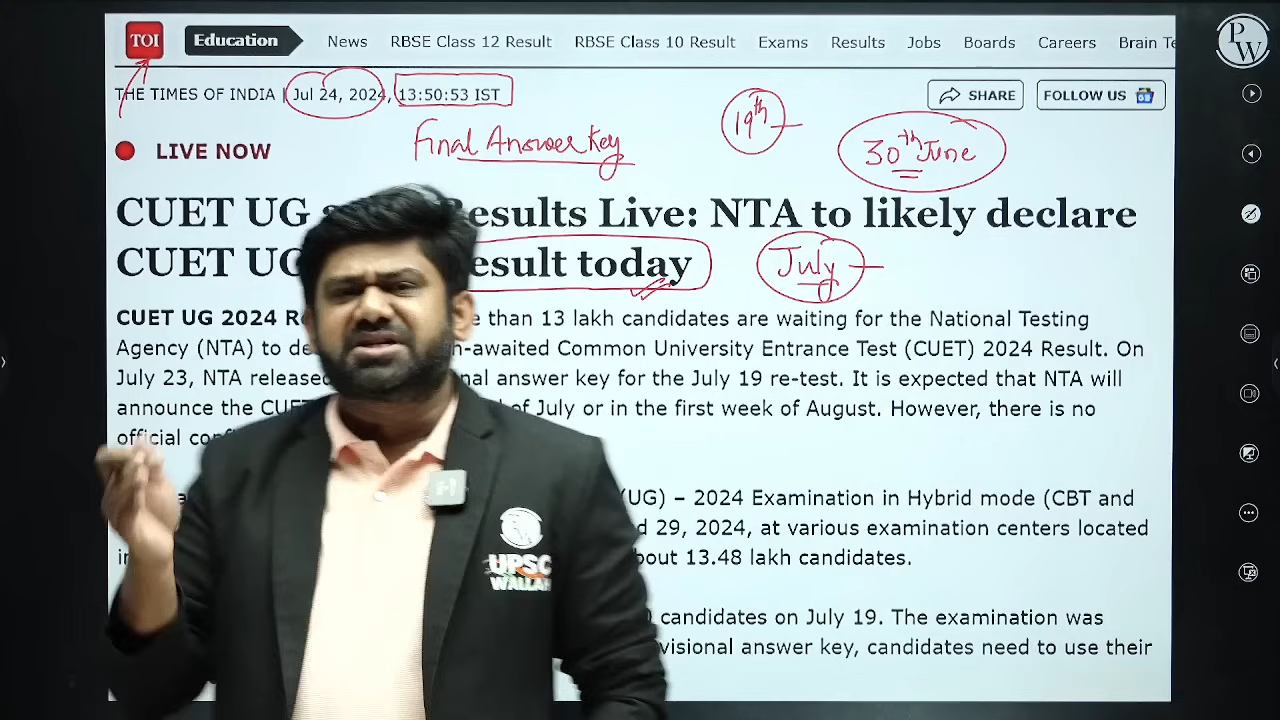 TOI Education News RBSE Class 12 Result RBSE Class 10 Result Exams Results Jobs Boards Careers Brain Te
PW
THE TIMES OF INDIA | Jul 24, 2024, 13:50:53 IST
SHARE
FOLLOW US
19th
30th June
Final Answer Key
LIVE NOW
CUET UG Results Live: NTA to likely declare
CUET UG esult today
July
CUET UG 2024 R e than 13 lakh candidates are waiting for the National Testing
Agency (NTA) to de -awaited Common University Entrance Test (CUET) 2024 Result. On
July 23, NTA released nal answer key for the July 19 re-test. It is expected that NTA will
announce the CUET of July or in the first week of August. However, there is no
official conf
(UG) – 2024 Examination in Hybrid mode (CBT and
d 29, 2024, at various examination centers located
in bout 13.48 lakh candidates.
candidates on July 19. The examination was
visional answer key, candidates need to use their
UPSC
WALLAH